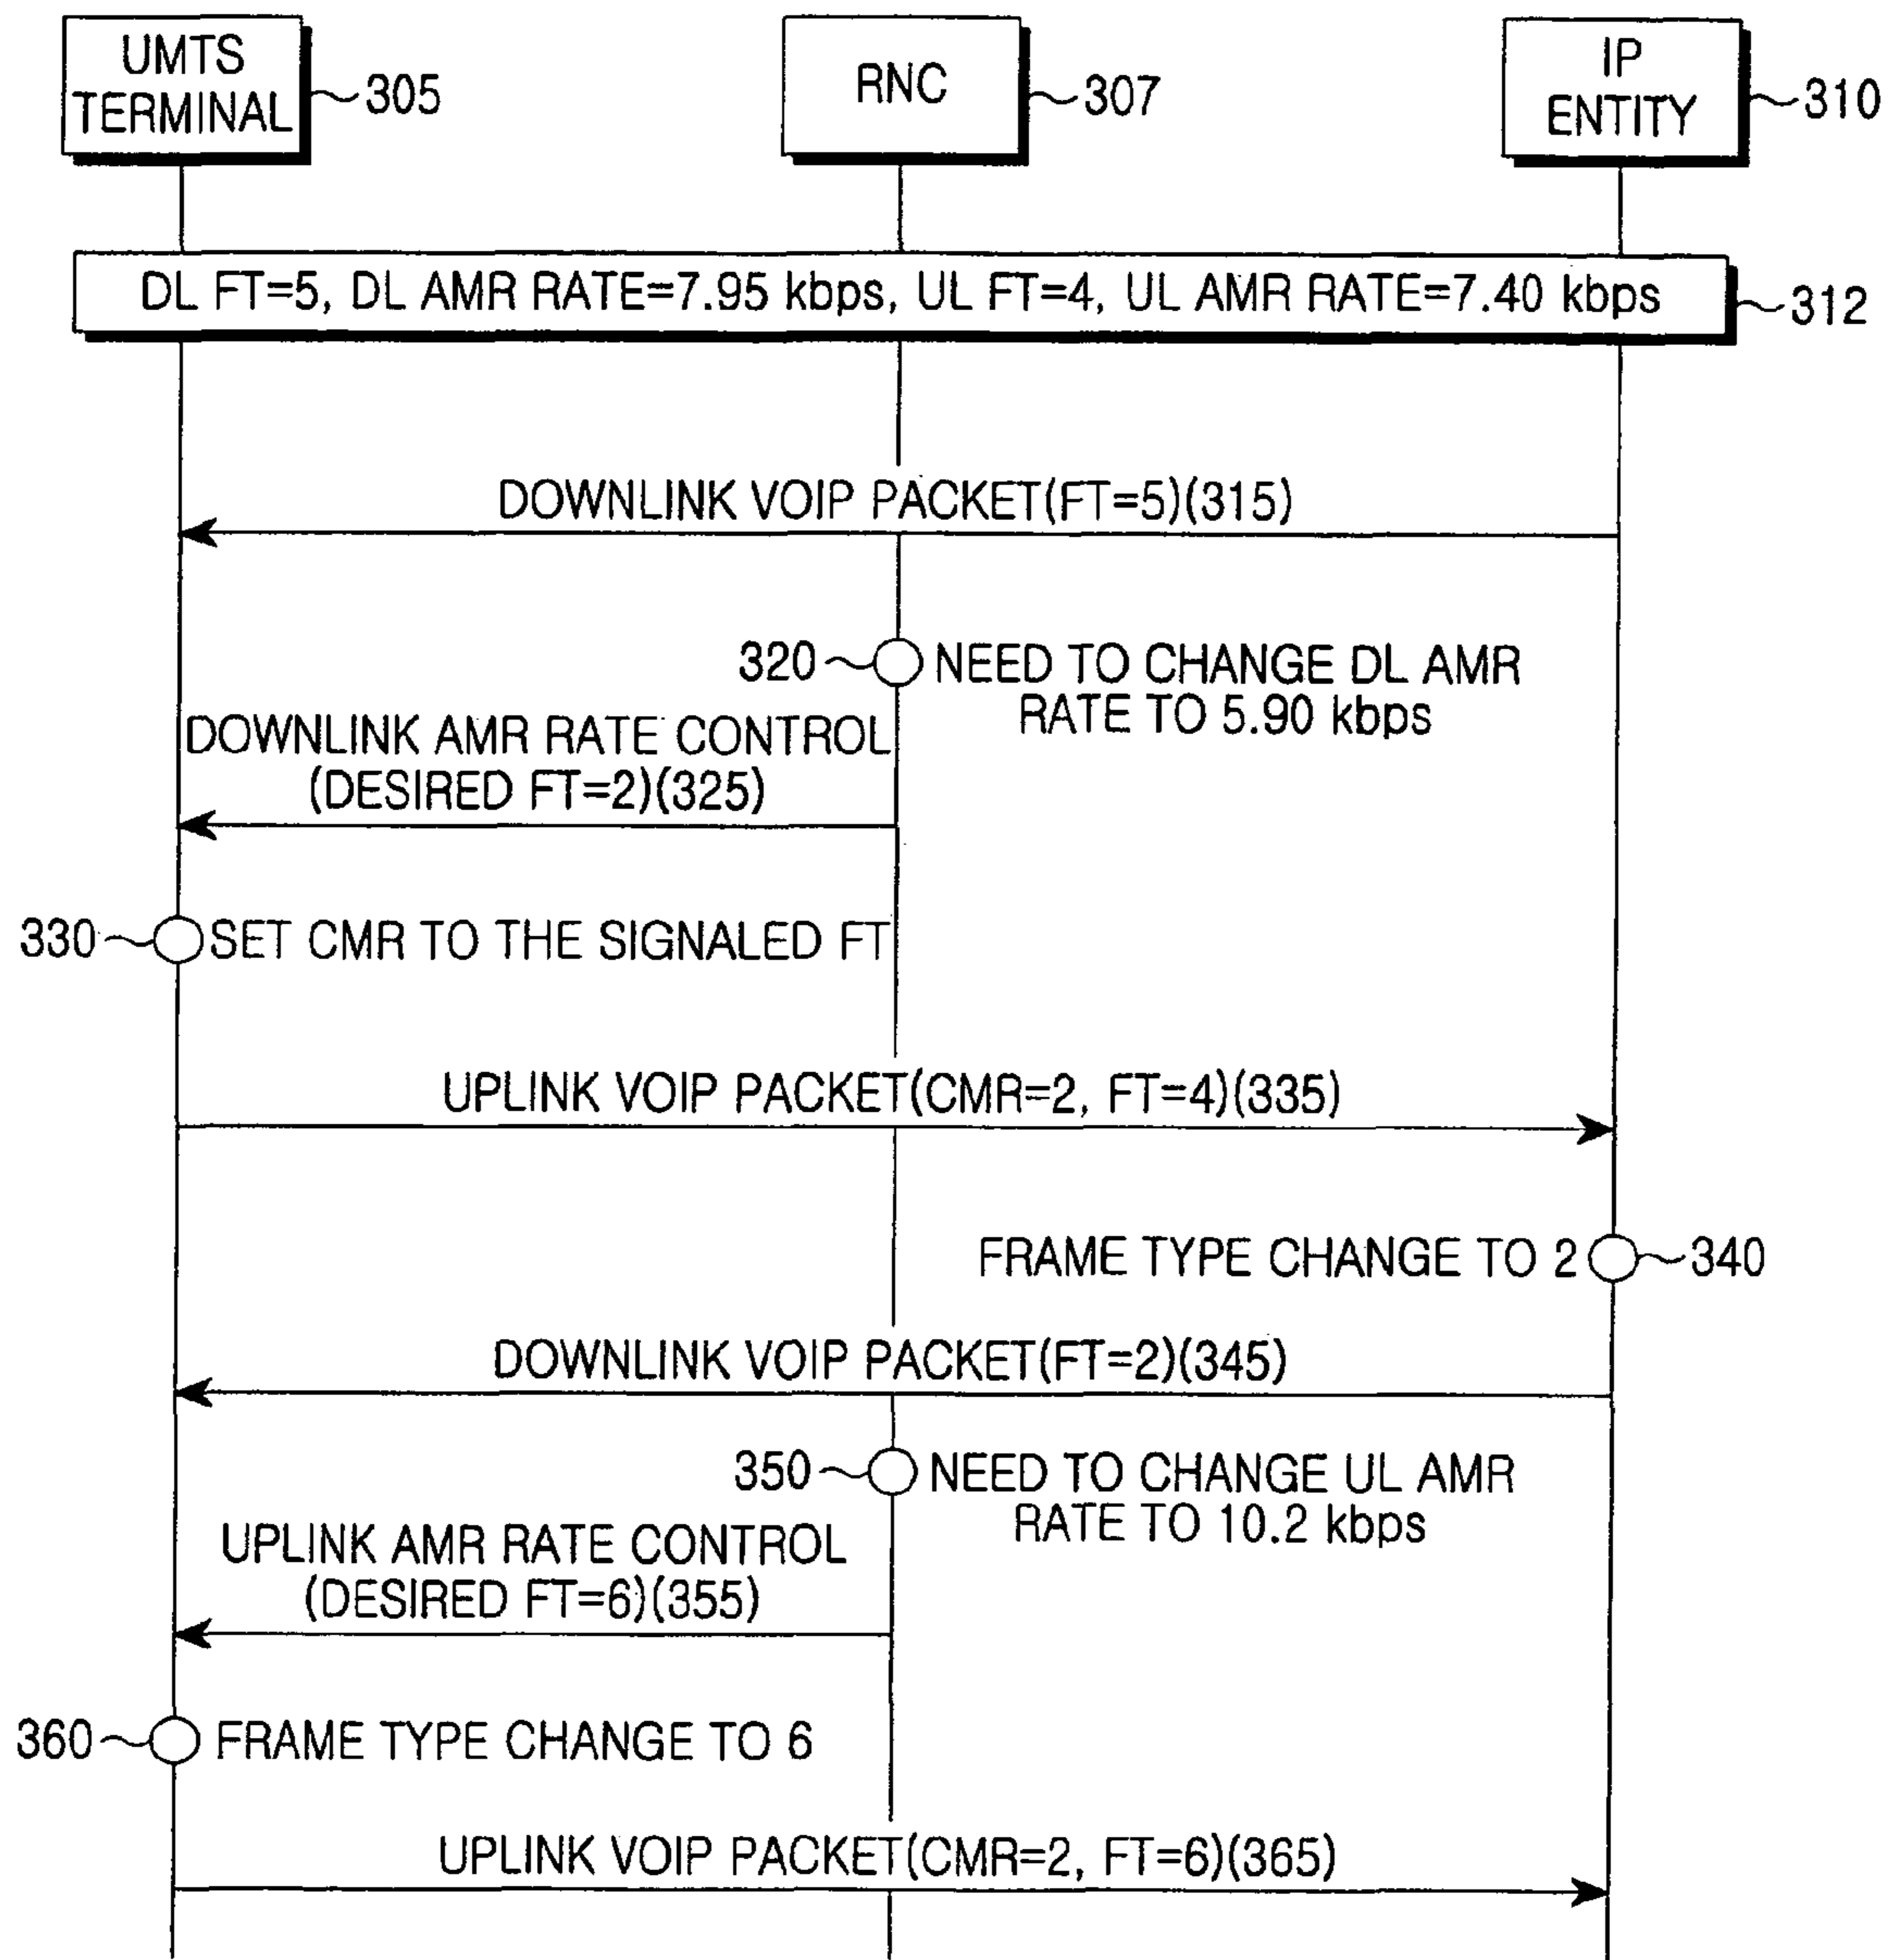 UMTS
TERMINAL
305
RNC
307
IP
ENTITY
310
DL FT=5, DL AMR RATE=7.95 kbps, UL FT=4, UL AMR RATE=7.40 kbps
312
DOWNLINK VOIP PACKET(FT=5)(315)
320
NEED TO CHANGE DL AMR
RATE TO 5.90 kbps
DOWNLINK AMR RATE CONTROL
(DESIRED FT=2)(325)
330
SET CMR TO THE SIGNALED FT
UPLINK VOIP PACKET(CMR=2, FT=4)(335)
FRAME TYPE CHANGE TO 2
340
DOWNLINK VOIP PACKET(FT=2)(345)
350
NEED TO CHANGE UL AMR
RATE TO 10.2 kbps
UPLINK AMR RATE CONTROL
(DESIRED FT=6)(355)
360
FRAME TYPE CHANGE TO 6
UPLINK VOIP PACKET(CMR=2, FT=6)(365)